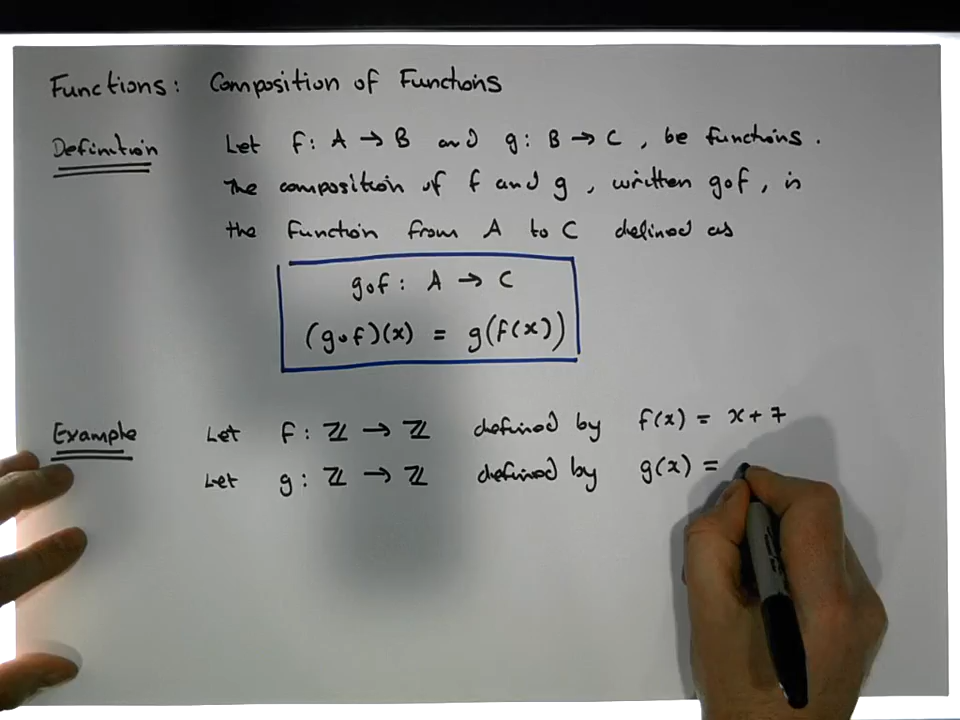 Functions: Composition of Functions
Definition Let f: A → B and g: B → C, be functions.
The composition of f and g, written g∘f, is
the function from A to C defined as
g∘f: A → C
(g∘f)(x) = g(f(x))
Example Let f: ℤ → ℤ defined by f(x) = x+7
Let g: ℤ → ℤ defined by g(x) =